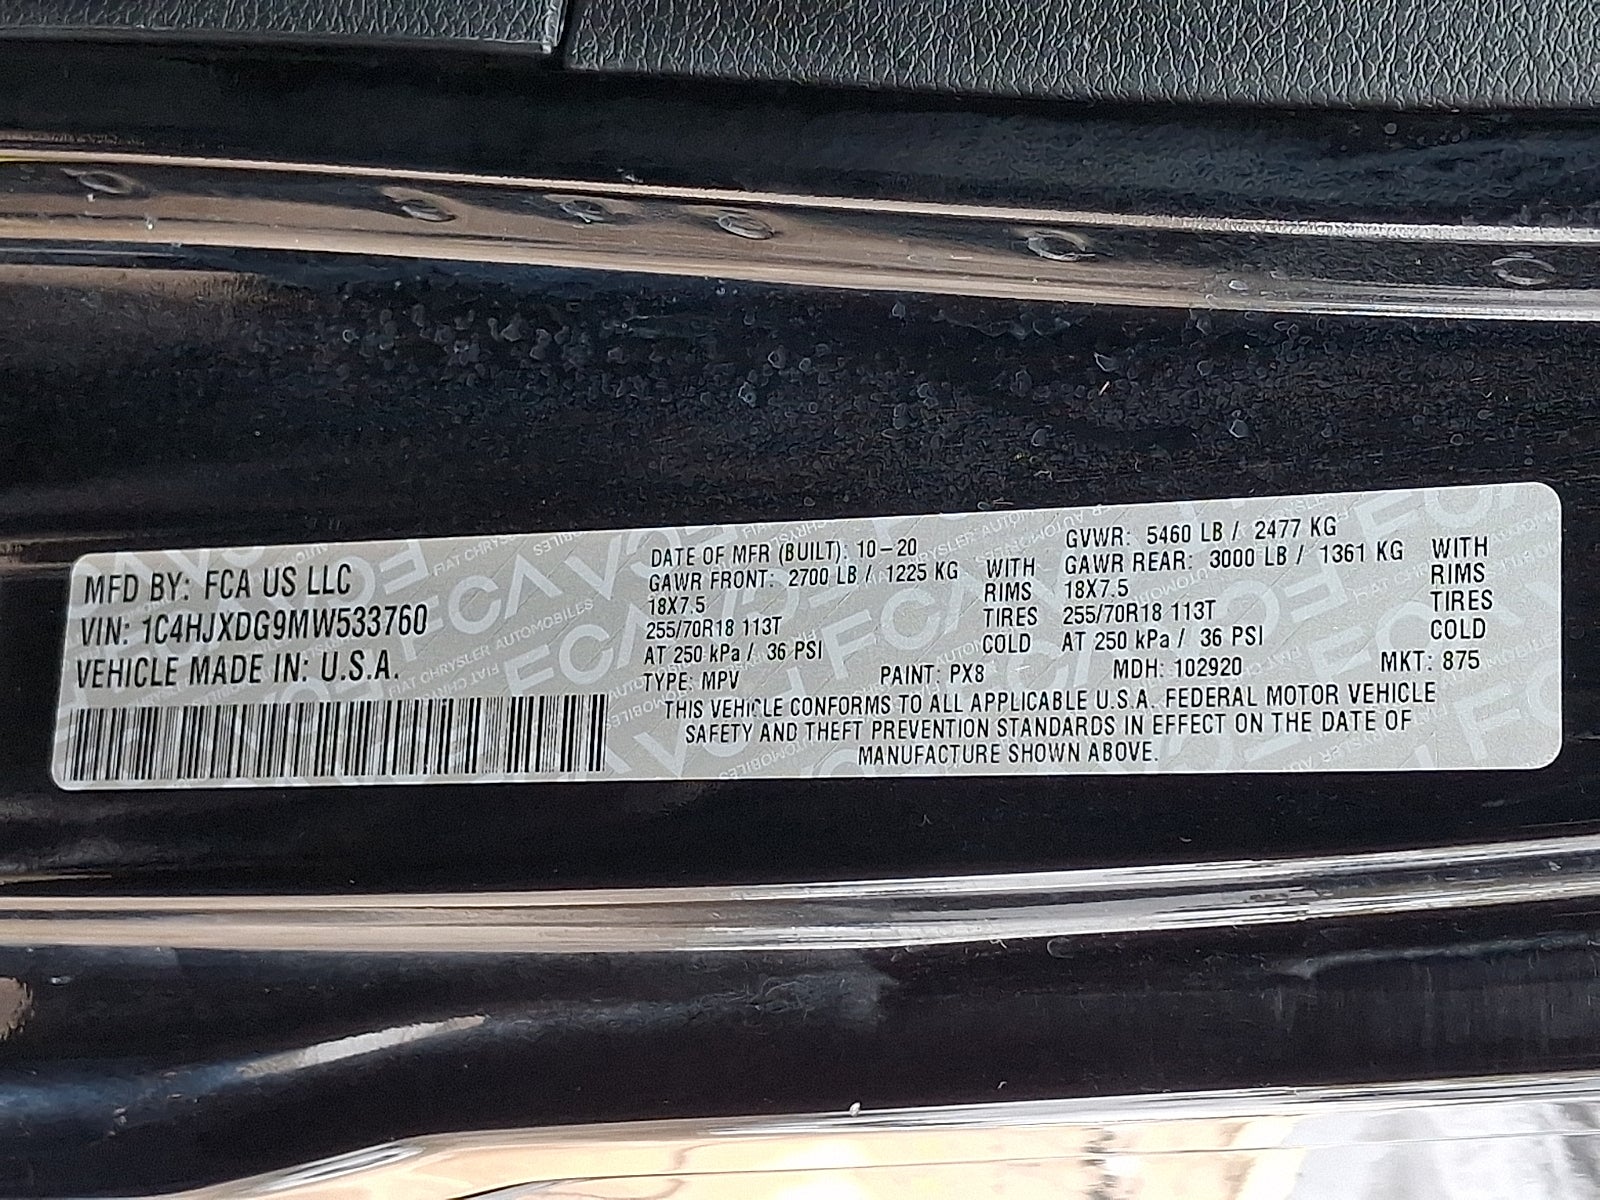 MFD BY: FCA US LLC
VIN: 1C4HJXDG9MW533760
VEHICLE MADE IN: U.S.A.
DATE OF MFR (BUILT): 10-20
GAWR FRONT: 2700 LB / 1225 KG WITH
18X7.5 RIMS
255/70R18 113T TIRES
AT 250 kPa / 36 PSI COLD
GVWR: 5460 LB / 2477 KG
GAWR REAR: 3000 LB / 1361 KG WITH
18X7.5 RIMS
255/70R18 113T TIRES
AT 250 kPa / 36 PSI COLD
TYPE: MPV PAINT: PX8 MDH: 102920 MKT: 875
THIS VEHICLE CONFORMS TO ALL APPLICABLE U.S.A. FEDERAL MOTOR VEHICLE
SAFETY AND THEFT PREVENTION STANDARDS IN EFFECT ON THE DATE OF
MANUFACTURE SHOWN ABOVE.